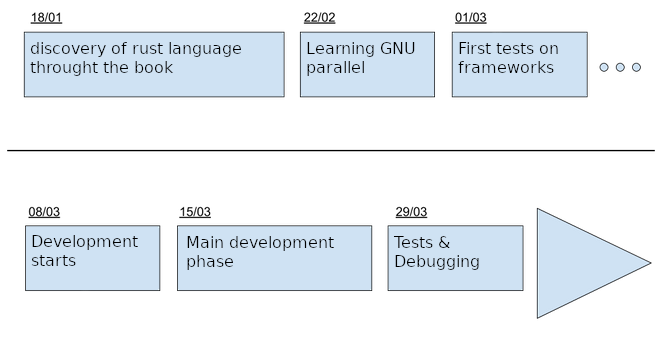 18/01
discovery of rust language
throught the book
22/02
Learning GNU
parallel
01/03
First tests on
frameworks
08/03
Development
starts
15/03
Main development
phase
29/03
Tests &
Debugging